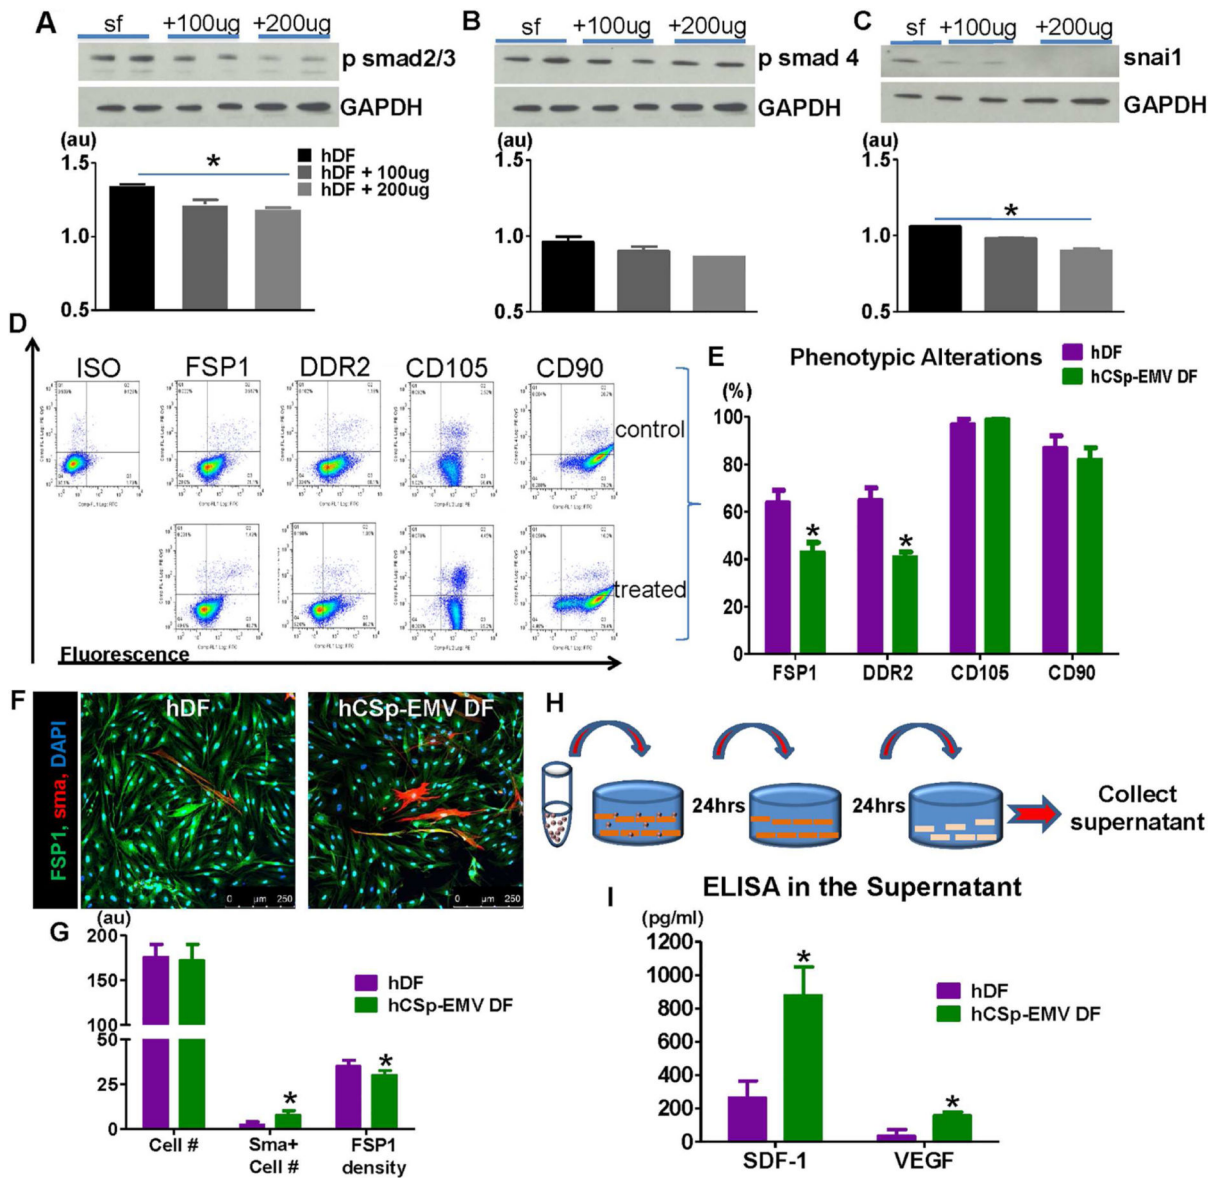 A
sf +100ug +200ug
p smad2/3
GAPDH
(au)
1.5
1.0
0.5
*
hDF
hDF + 100ug
hDF + 200ug
B
sf +100ug +200ug
p smad 4
GAPDH
(au)
1.5
1.0
0.5
C
sf +100ug +200ug
snai1
GAPDH
(au)
1.5
1.0
0.5
*
D
ISO FSP1 DDR2 CD105 CD90
control
treated
Fluorescence
E
Phenotypic Alterations
hDF
hCSp-EMV DF
(%)
100
80
60
40
20
0
* *
FSP1 DDR2 CD105 CD90
F
FSP1, sma, DAPI
hDF
0 µm 250
hCSp-EMV DF
0 µm 250
G
(au)
200
150
100
50
25
0
* *
hDF
hCSp-EMV DF
Cell # Sma+ FSP1
Cell # density
H
24hrs 24hrs
Collect
supernatant
I
ELISA in the Supernatant
(pg/ml)
1200
1000
800
600
400
200
0
* *
hDF
hCSp-EMV DF
SDF-1 VEGF